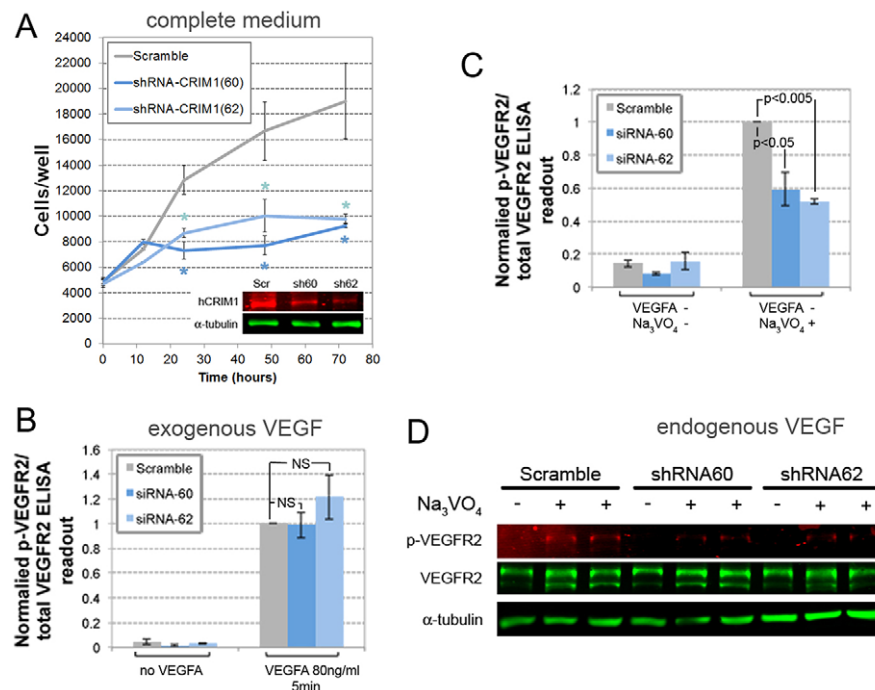 A
complete medium
24000
22000
20000
18000
16000
14000
12000
10000
8000
6000
4000
2000
0
Cells/well
Scramble
shRNA-CRIM1(60)
shRNA-CRIM1(62)
*
*
*
*
*
*
Scr sh60 sh62
hCRIM1
α-tubulin
0 10 20 30 40 50 60 70 80
Time (hours)
B
exogenous VEGF
Normalied p-VEGFR2/
total VEGFR2 ELISA
readout
1.6
1.4
1.2
1
0.8
0.6
0.4
0.2
0
Scramble
siRNA-60
siRNA-62
NS
NS
no VEGFA
VEGFA 80ng/ml
5min
C
Normalied p-VEGFR2/
total VEGFR2 ELISA
readout
1.2
1
0.8
0.6
0.4
0.2
0
Scramble
siRNA-60
siRNA-62
p<0.005
p<0.05
VEGFA -
Na₃VO₄ -
VEGFA -
Na₃VO₄ +
D
endogenous VEGF
Scramble shRNA60 shRNA62
Na₃VO₄ - + + - + + - + +
p-VEGFR2
VEGFR2
α-tubulin